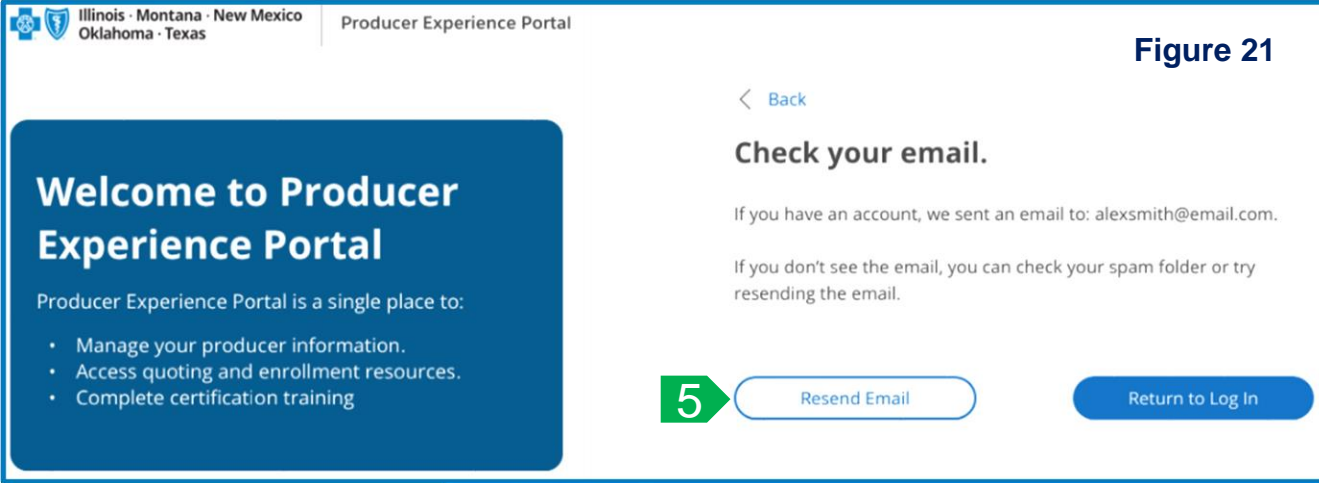 Illinois · Montana · New Mexico
Oklahoma · Texas
Producer Experience Portal
Figure 21
Welcome to Producer
Experience Portal
Producer Experience Portal is a single place to:
• Manage your producer information.
• Access quoting and enrollment resources.
• Complete certification training
Back
Check your email.
If you have an account, we sent an email to: alexsmith@email.com.
If you don't see the email, you can check your spam folder or try
resending the email.
5
Resend Email
Return to Log In